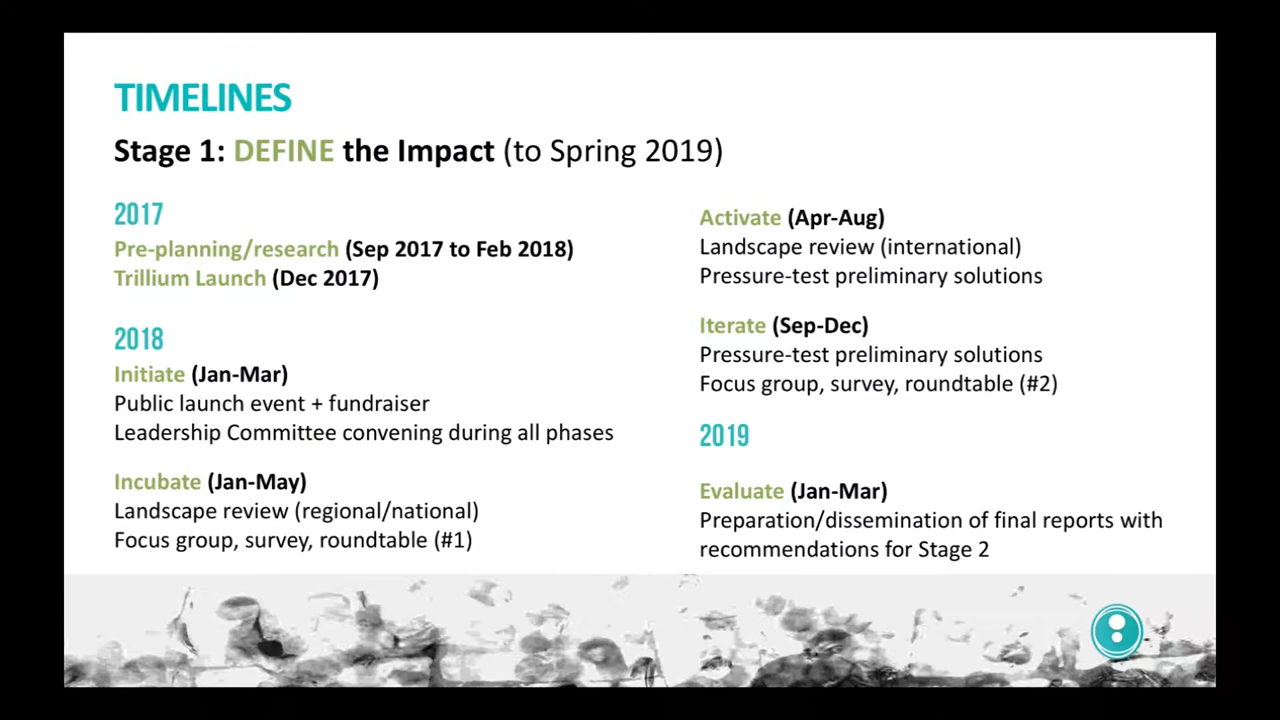 TIMELINES
Stage 1: DEFINE the Impact (to Spring 2019)
2017
Pre-planning/research (Sep 2017 to Feb 2018)
Trillium Launch (Dec 2017)
2018
Initiate (Jan-Mar)
Public launch event + fundraiser
Leadership Committee convening during all phases
Incubate (Jan-May)
Landscape review (regional/national)
Focus group, survey, roundtable (#1)
Activate (Apr-Aug)
Landscape review (international)
Pressure-test preliminary solutions
Iterate (Sep-Dec)
Pressure-test preliminary solutions
Focus group, survey, roundtable (#2)
2019
Evaluate (Jan-Mar)
Preparation/dissemination of final reports with
recommendations for Stage 2